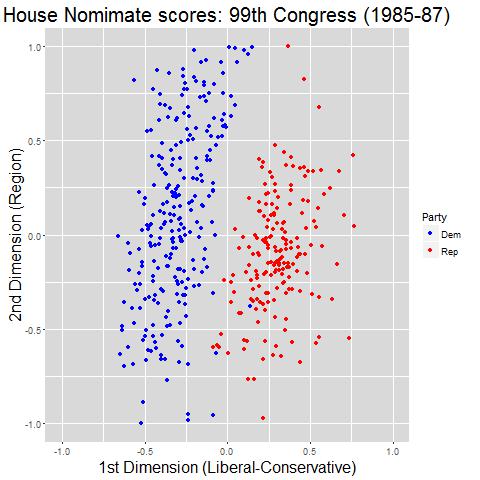 House Nomimate scores: 99th Congress (1985-87)
1.0
0.5
0.0
-0.5
-1.0
2nd Dimension (Region)
-1.0
-0.5
0.0
0.5
1.0
1st Dimension (Liberal-Conservative)
Party
Dem
Rep